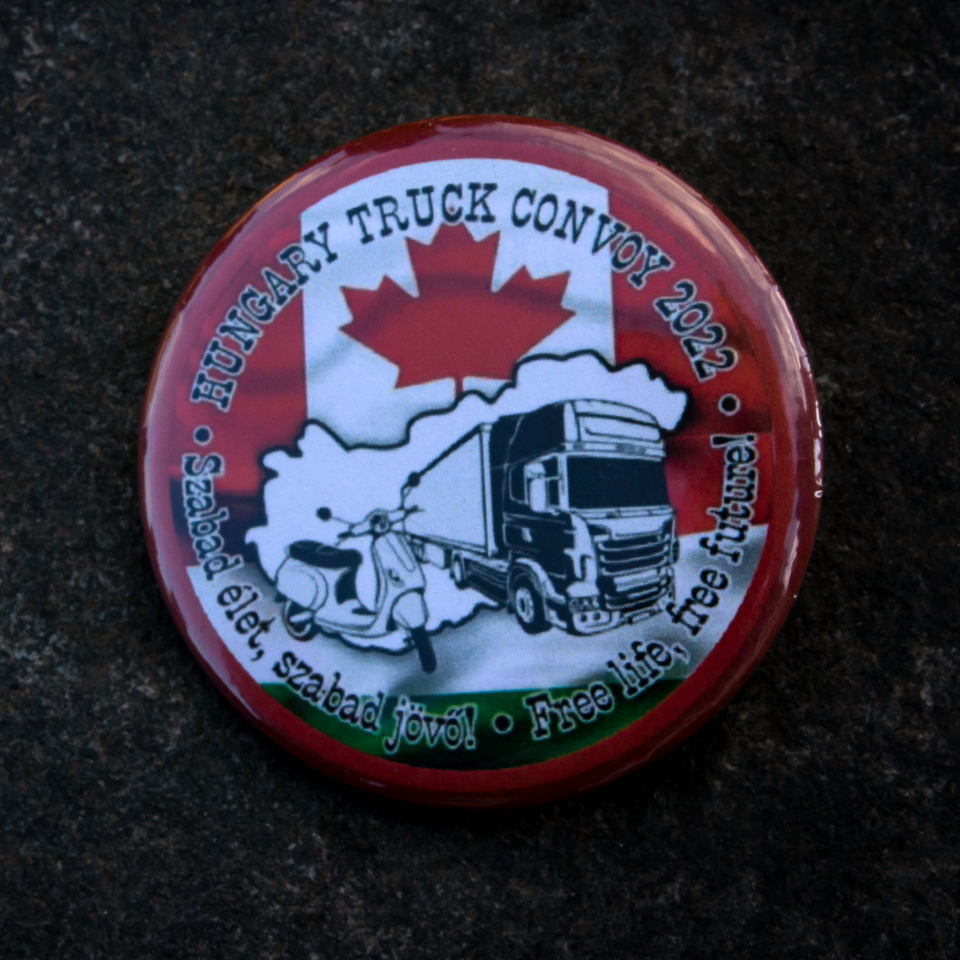 HUNGARY TRUCK CONVOY 2022
Szabad élet, szabad jövő! • Free life, free future!